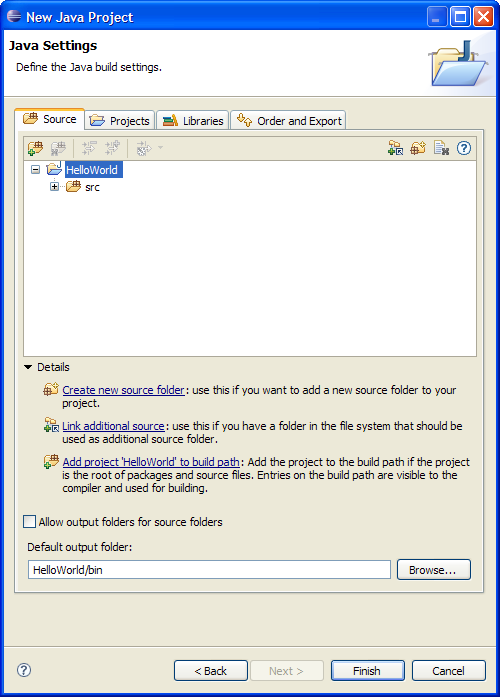 New Java Project
Java Settings
Define the Java build settings.
Source Projects Libraries Order and Export
HelloWorld
src
Details
Create new source folder: use this if you want to add a new source folder to your
project.
Link additional source: use this if you have a folder in the file system that should be
used as additional source folder.
Add project 'HelloWorld' to build path: Add the project to the build path if the project
is the root of packages and source files. Entries on the build path are visible to the
compiler and used for building.
Allow output folders for source folders
Default output folder:
HelloWorld/bin
Browse...
< Back
Next >
Finish
Cancel